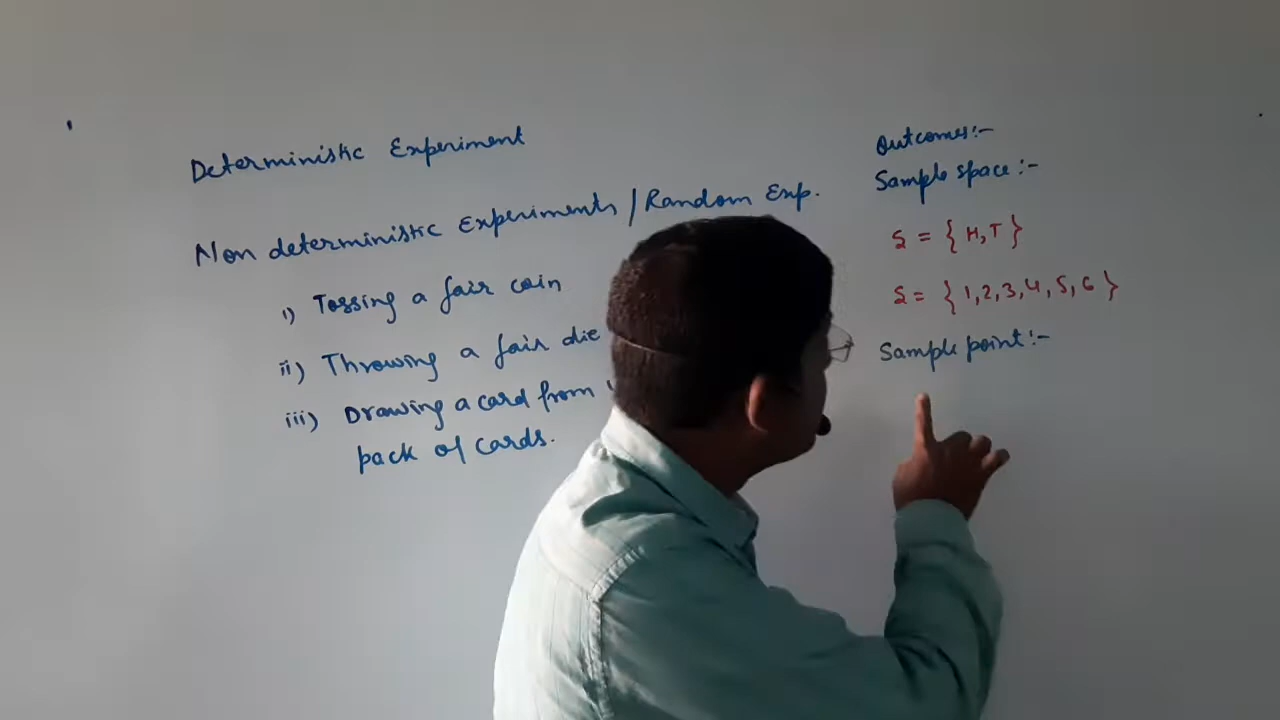 Deterministic Experiment
Non deterministic Experiments / Random Exp.
i) Tossing a fair coin
ii) Throwing a fair die
iii) Drawing a card from
pack of cards.
Outcomes:-
Sample space:-
S = { H, T }
S = { 1, 2, 3, 4, 5, 6 }
Sample point:-